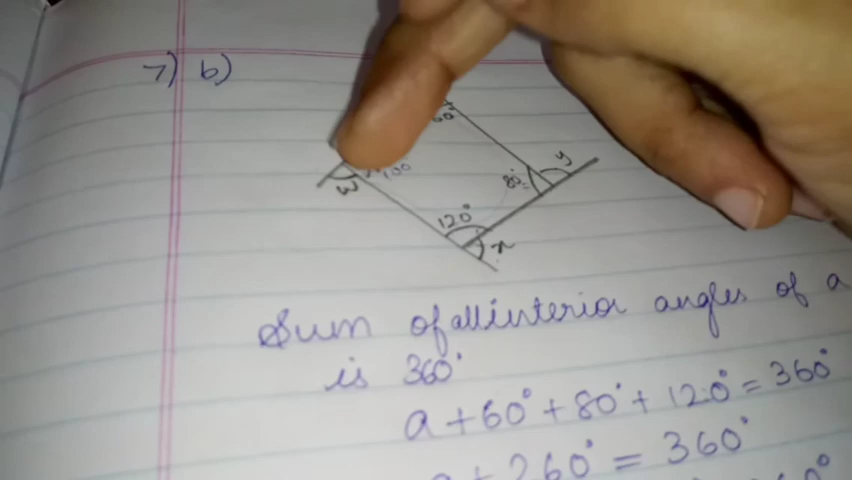 7) b)
60°
y
100
80°
w
120°
x
Sum of all interior angles of a
is 360°
a + 60° + 80° + 120° = 360°
a + 260° = 360°